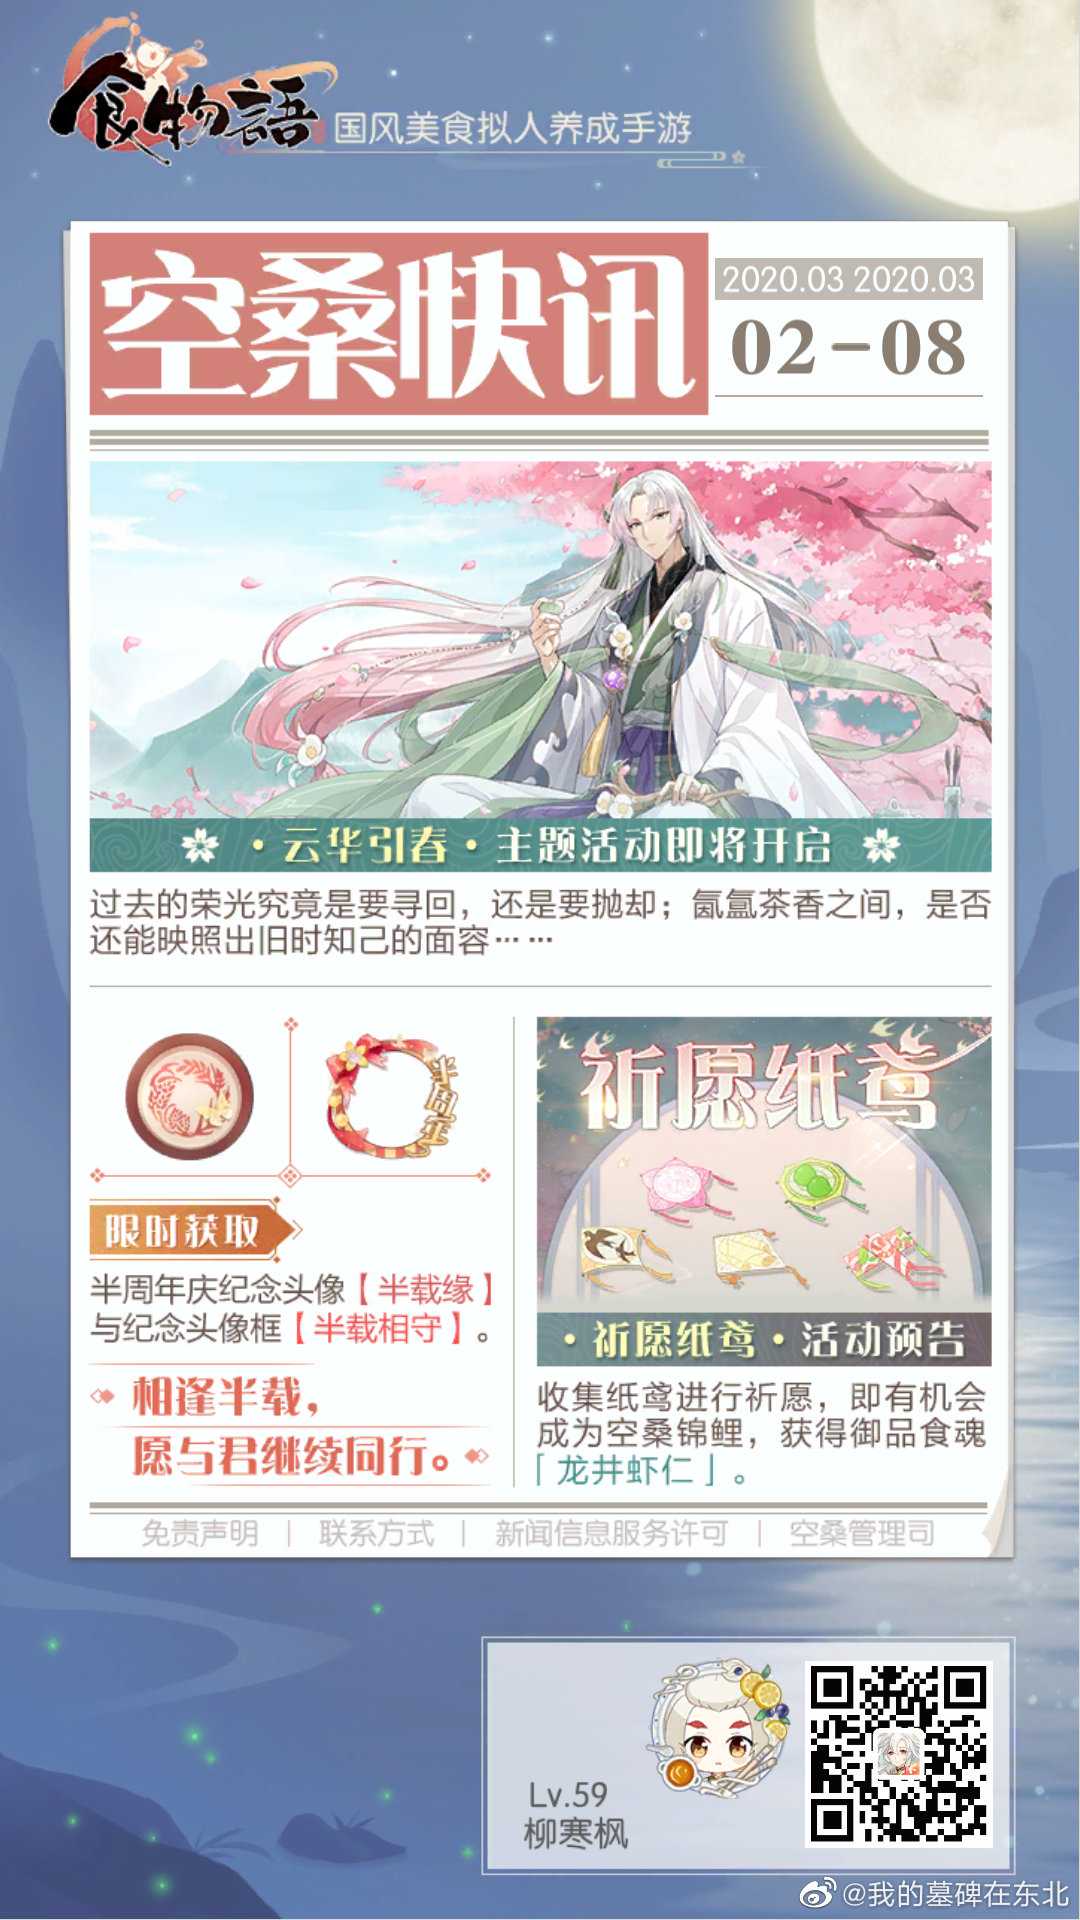 食物語
国风美食拟人养成手游
空桑快讯
2020.03 2020.03
02-08
·云华引春·主题活动即将开启
过去的荣光究竟是要寻回，还是要抛却；氤氲茶香之间，是否
还能映照出旧时知己的面容……
半周年
限时获取
半周年庆纪念头像【半载缘】
与纪念头像框【半载相守】。
相逢半载，
愿与君继续同行。
祈愿纸鸢
·祈愿纸鸢·活动预告
收集纸鸢进行祈愿，即有机会
成为空桑锦鲤，获得御品食魂
「龙井虾仁」。
免责声明 | 联系方式 | 新闻信息服务许可 | 空桑管理司
Lv.59
柳寒枫
@我的墓碑在东北